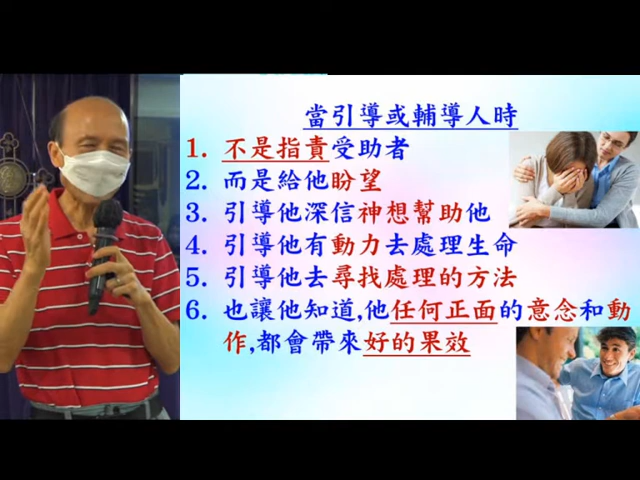 當引導或輔導人時
1. 不是指責受助者
2. 而是給他盼望
3. 引導他深信神想幫助他
4. 引導他有動力去處理生命
5. 引導他去尋找處理的方法
6. 也讓他知道,他任何正面的意念和動
作,都會帶來好的果效